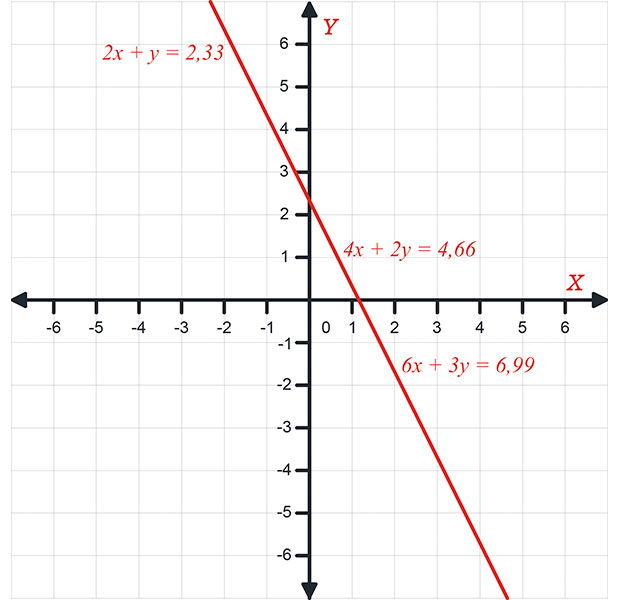 Y
6
2x + y = 2,33
5
4
3
2
4x + 2y = 4,66
1
X
-6 -5 -4 -3 -2 -1 0 1 2 3 4 5 6
-1
6x + 3y = 6,99
-2
-3
-4
-5
-6